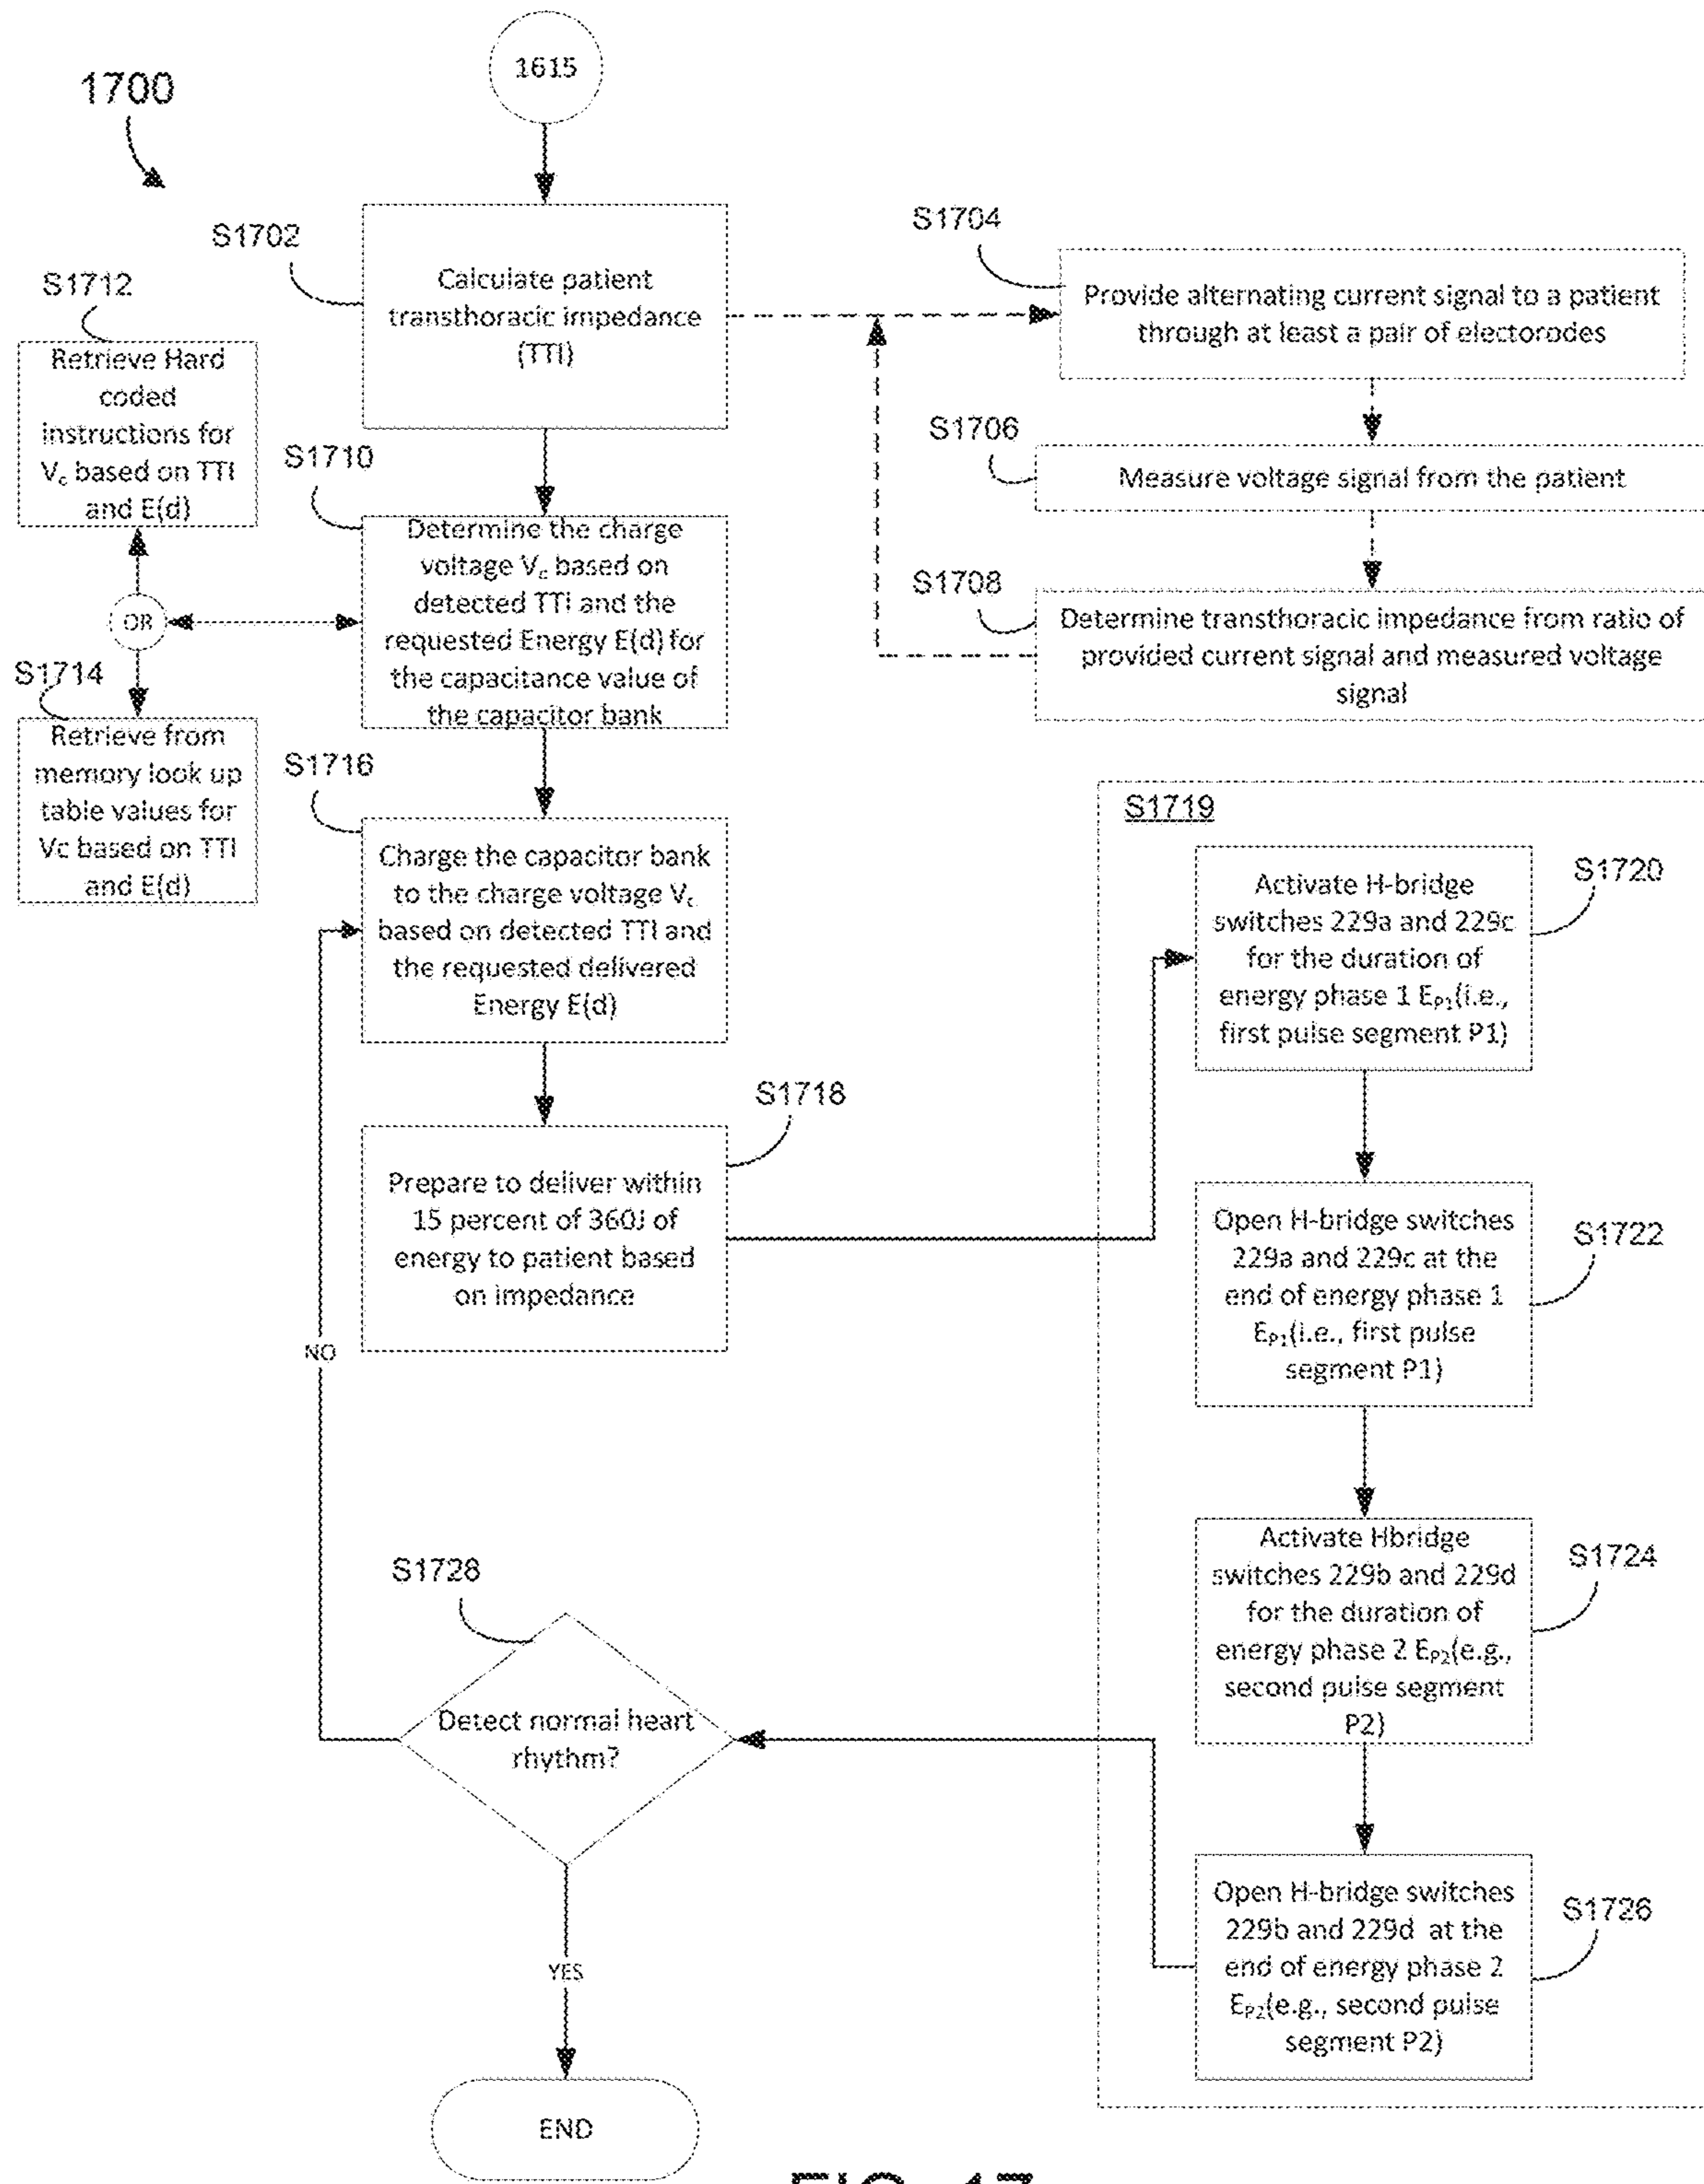 1615
1700
S1702
Calculate patient
transthoracic impedance
(TTI)
S1704
Provide alternating current signal to a patient
through at least a pair of electorodes
S1706
Measure voltage signal from the patient
S1708
Determine transthoracic impedance from ratio of
provided current signal and measured voltage
signal
S1712
Retrieve Hard
coded
instructions for
Vc based on TTI
and E(d)
OR
S1714
Retrieve from
memory look up
table values for
Vc based on TTI
and E(d)
S1710
Determine the charge
voltage Vc based on
detected TTI and the
requested Energy E(d) for
the capacitance value of
the capacitor bank
S1716
Charge the capacitor bank
to the charge voltage Vc
based on detected TTI and
the requested delivered
Energy E(d)
S1718
Prepare to deliver within
15 percent of 360J of
energy to patient based
on impedance
S1719
S1720
Activate H-bridge
switches 229a and 229c
for the duration of
energy phase 1 EP1(i.e.,
first pulse segment P1)
S1722
Open H-bridge switches
229a and 229c at the
end of energy phase 1
EP1(i.e., first pulse
segment P1)
S1724
Activate Hbridge
switches 229b and 229d
for the duration of
energy phase 2 EP2(e.g.,
second pulse segment
P2)
S1726
Open H-bridge switches
229b and 229d at the
end of energy phase 2
EP2(e.g., second pulse
segment P2)
S1728
Detect normal heart
rhythm?
NO
YES
END
FIG. 17